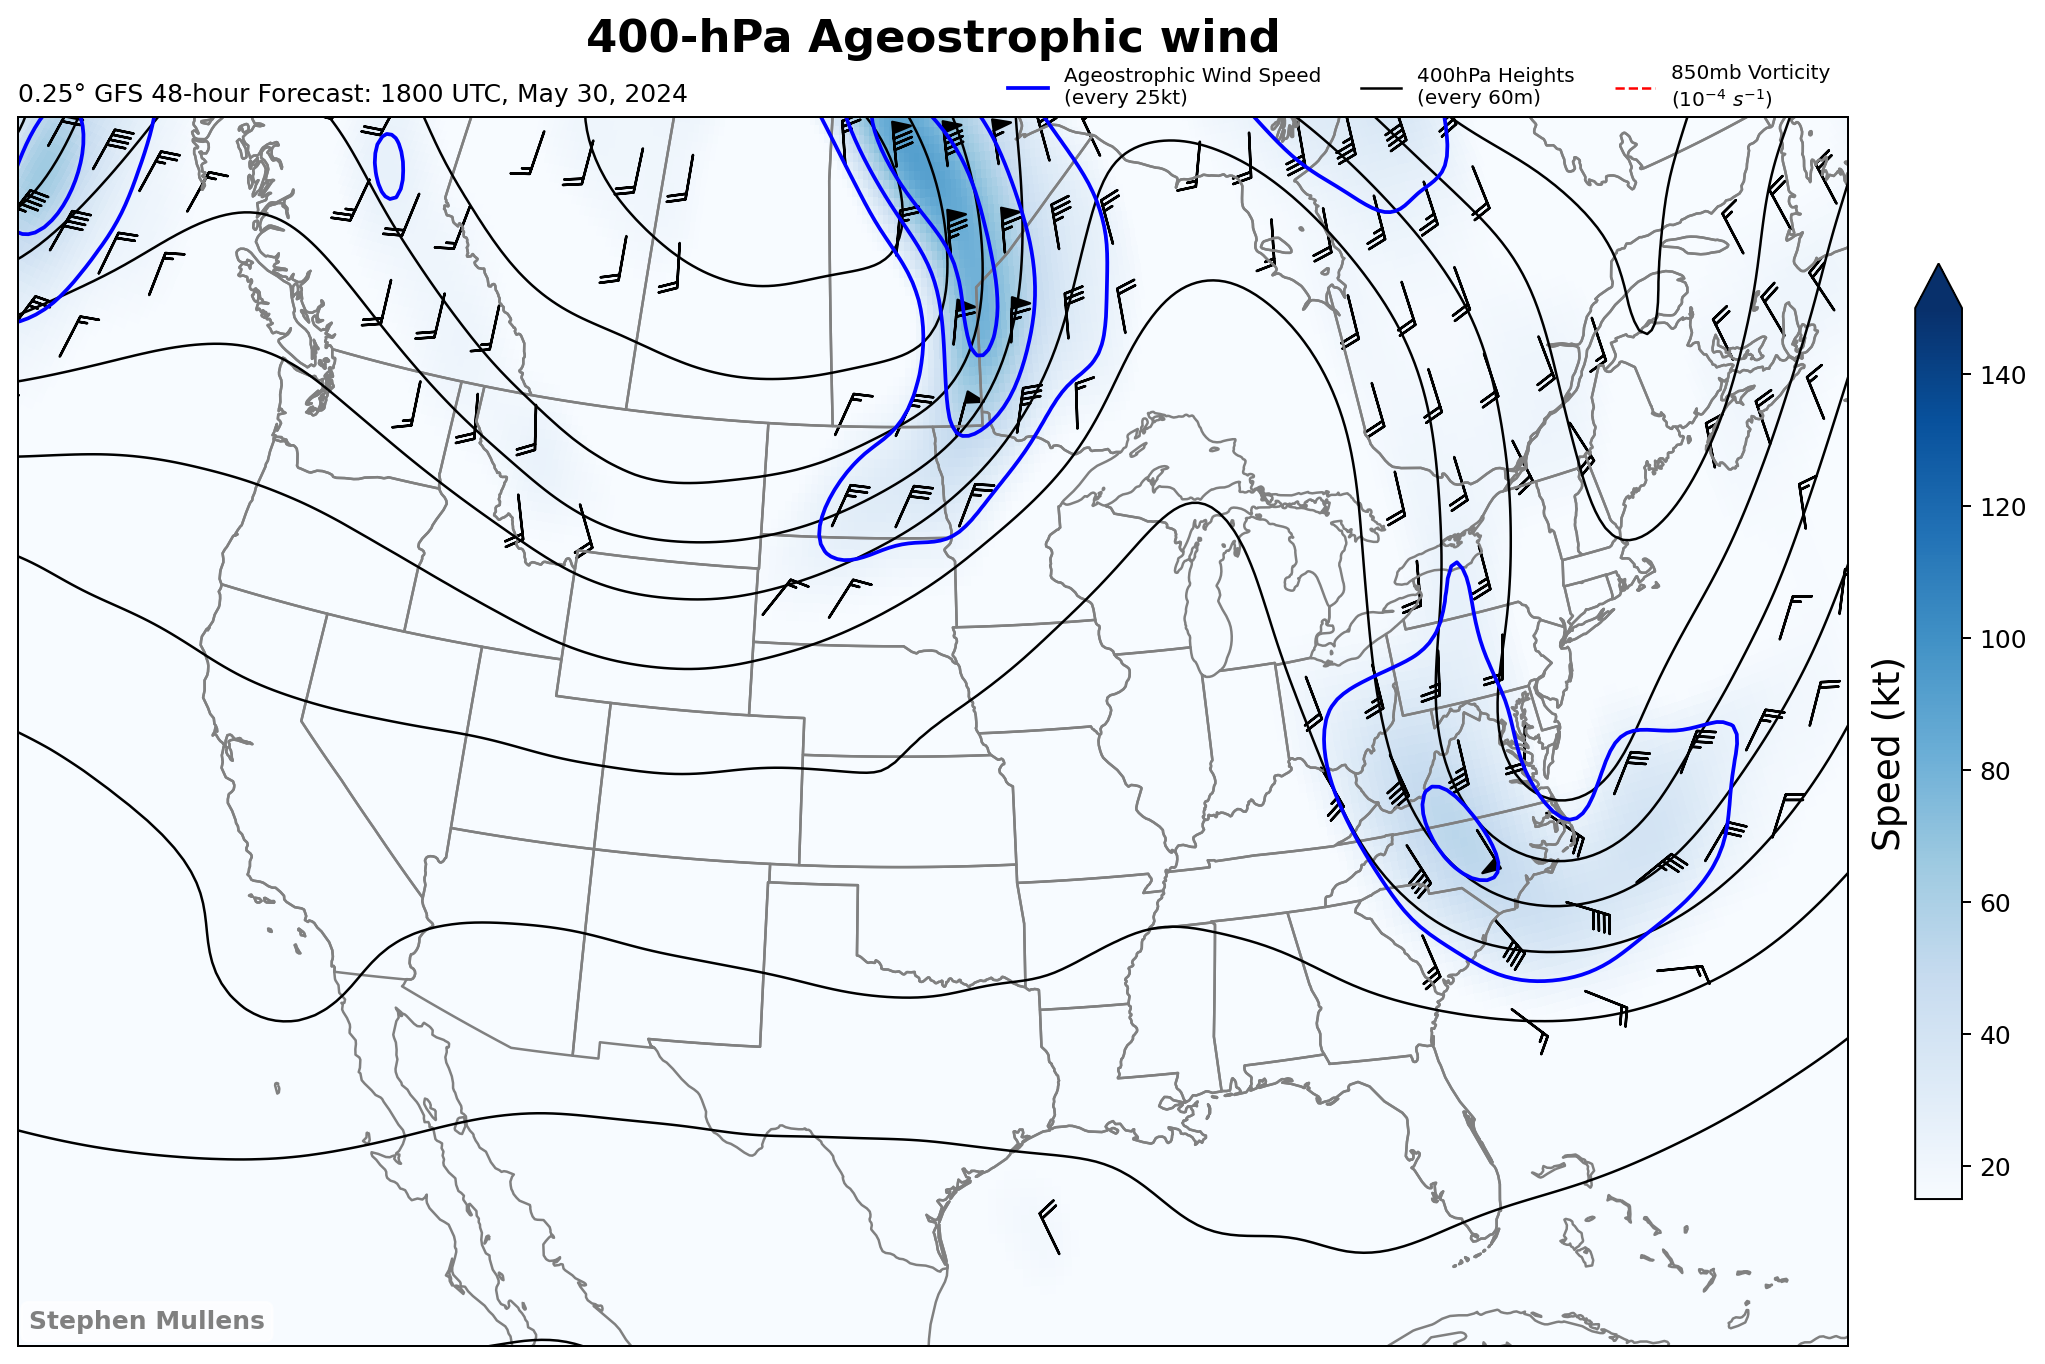 400-hPa Ageostrophic wind
0.25° GFS 48-hour Forecast: 1800 UTC, May 30, 2024
Ageostrophic Wind Speed
(every 25kt)
400hPa Heights
(every 60m)
850mb Vorticity
(10⁻⁴ s⁻¹)
140
120
100
80
60
40
20
Speed (kt)
Stephen Mullens